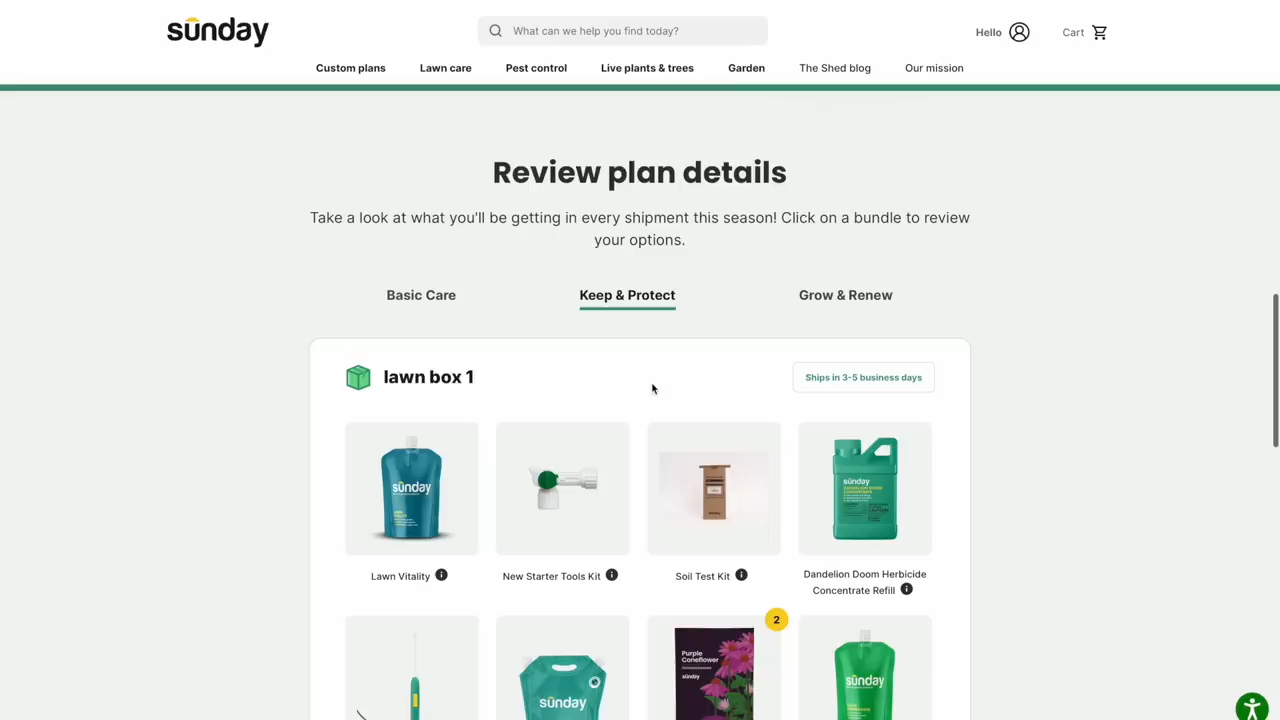 sunday
What can we help you find today?
Hello
Cart
Custom plans
Lawn care
Pest control
Live plants & trees
Garden
The Shed blog
Our mission
Review plan details
Take a look at what you'll be getting in every shipment this season! Click on a bundle to review
your options.
Basic Care
Keep & Protect
Grow & Renew
lawn box 1
Ships in 3-5 business days
sunday
sunday
DANDELION DOOM
CONCENTRATE
Lawn Vitality
New Starter Tools Kit
Soil Test Kit
Dandelion Doom Herbicide
Concentrate Refill
2
sunday
Purple
Coneflower
sunday
sunday